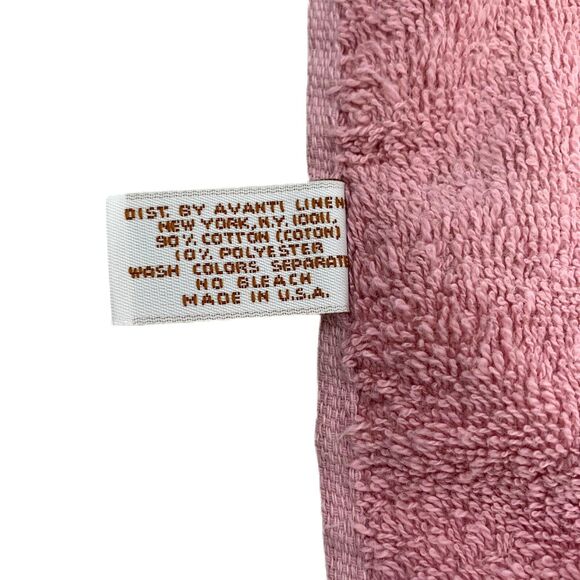 DIST. BY AVANTI LINEN
NEW YORK, N.Y. 10011,
90% COTTON (COTON)
10% POLYESTER
WASH COLORS SEPARATE
NO BLEACH
MADE IN U.S.A.